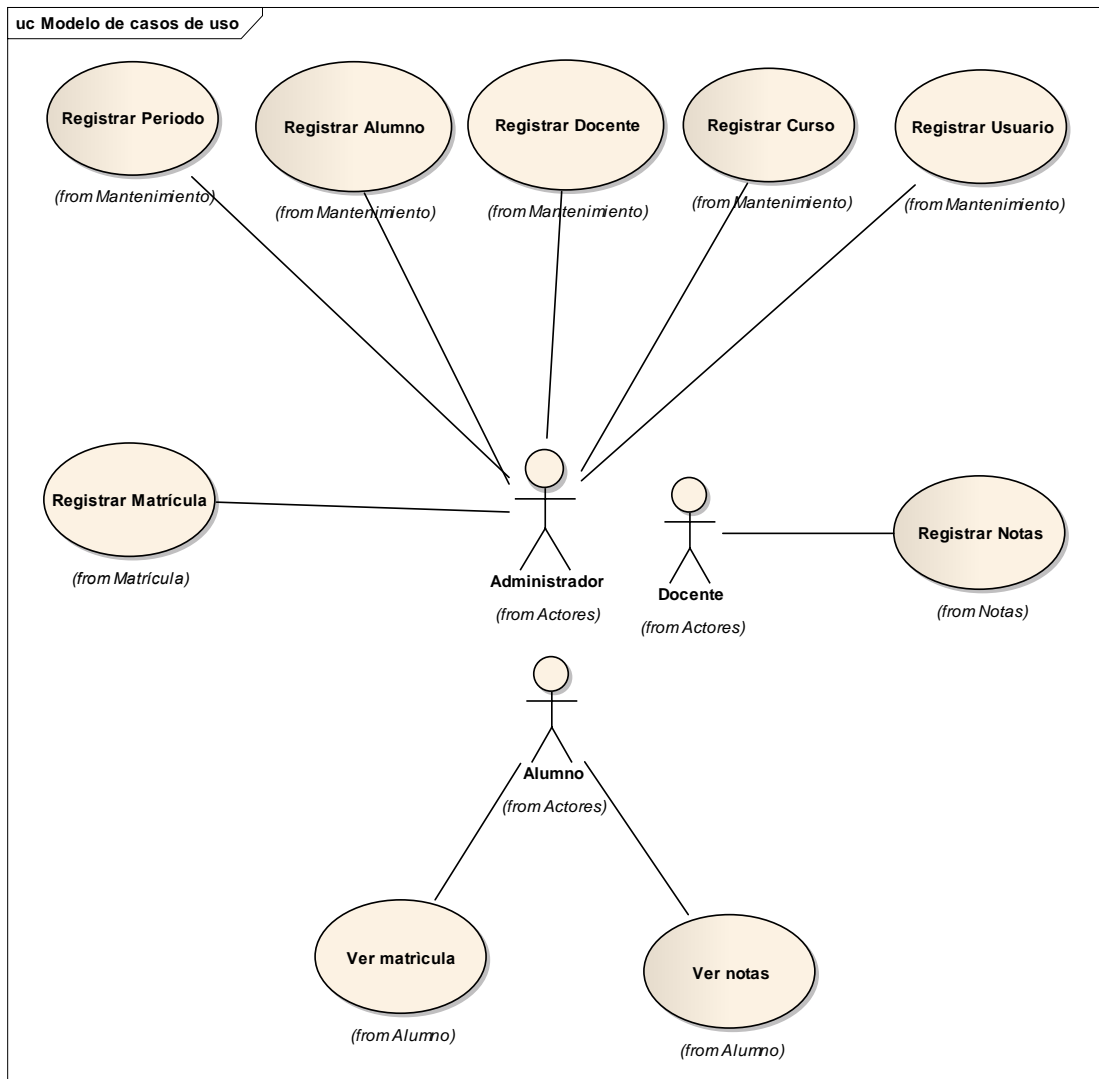 uc Modelo de casos de uso
Registrar Periodo
(from Mantenimiento)
Registrar Alumno
(from Mantenimiento)
Registrar Docente
(from Mantenimiento)
Registrar Curso
(from Mantenimiento)
Registrar Usuario
(from Mantenimiento)
Registrar Matrícula
(from Matrícula)
Administrador
(from Actores)
Docente
(from Actores)
Registrar Notas
(from Notas)
Alumno
(from Actores)
Ver matrìcula
(from Alumno)
Ver notas
(from Alumno)